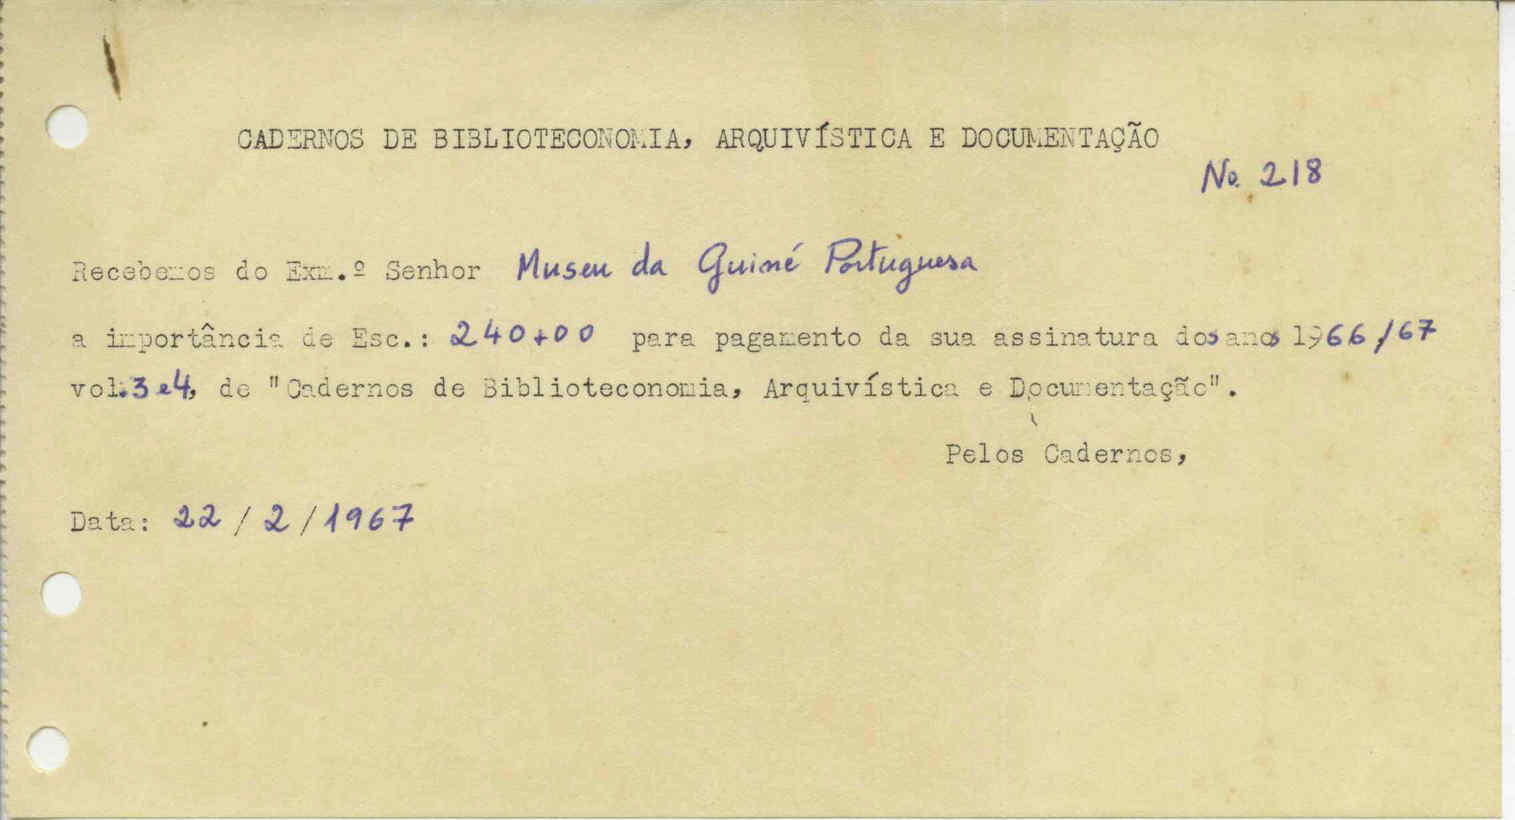 CADERNOS DE BIBLIOTECONOMIA, ARQUIVÍSTICA E DOCUMENTAÇÃO
No. 218
Recebemos do Exm.º Senhor Museu da Guiné Portuguesa
a importância de Esc.: 240+00 para pagamento da sua assinatura dos anos 1966/67
vol. 3 e 4, de "Cadernos de Biblioteconomia, Arquivística e Documentação".
Pelos Cadernos,
Data: 22 / 2 / 1967